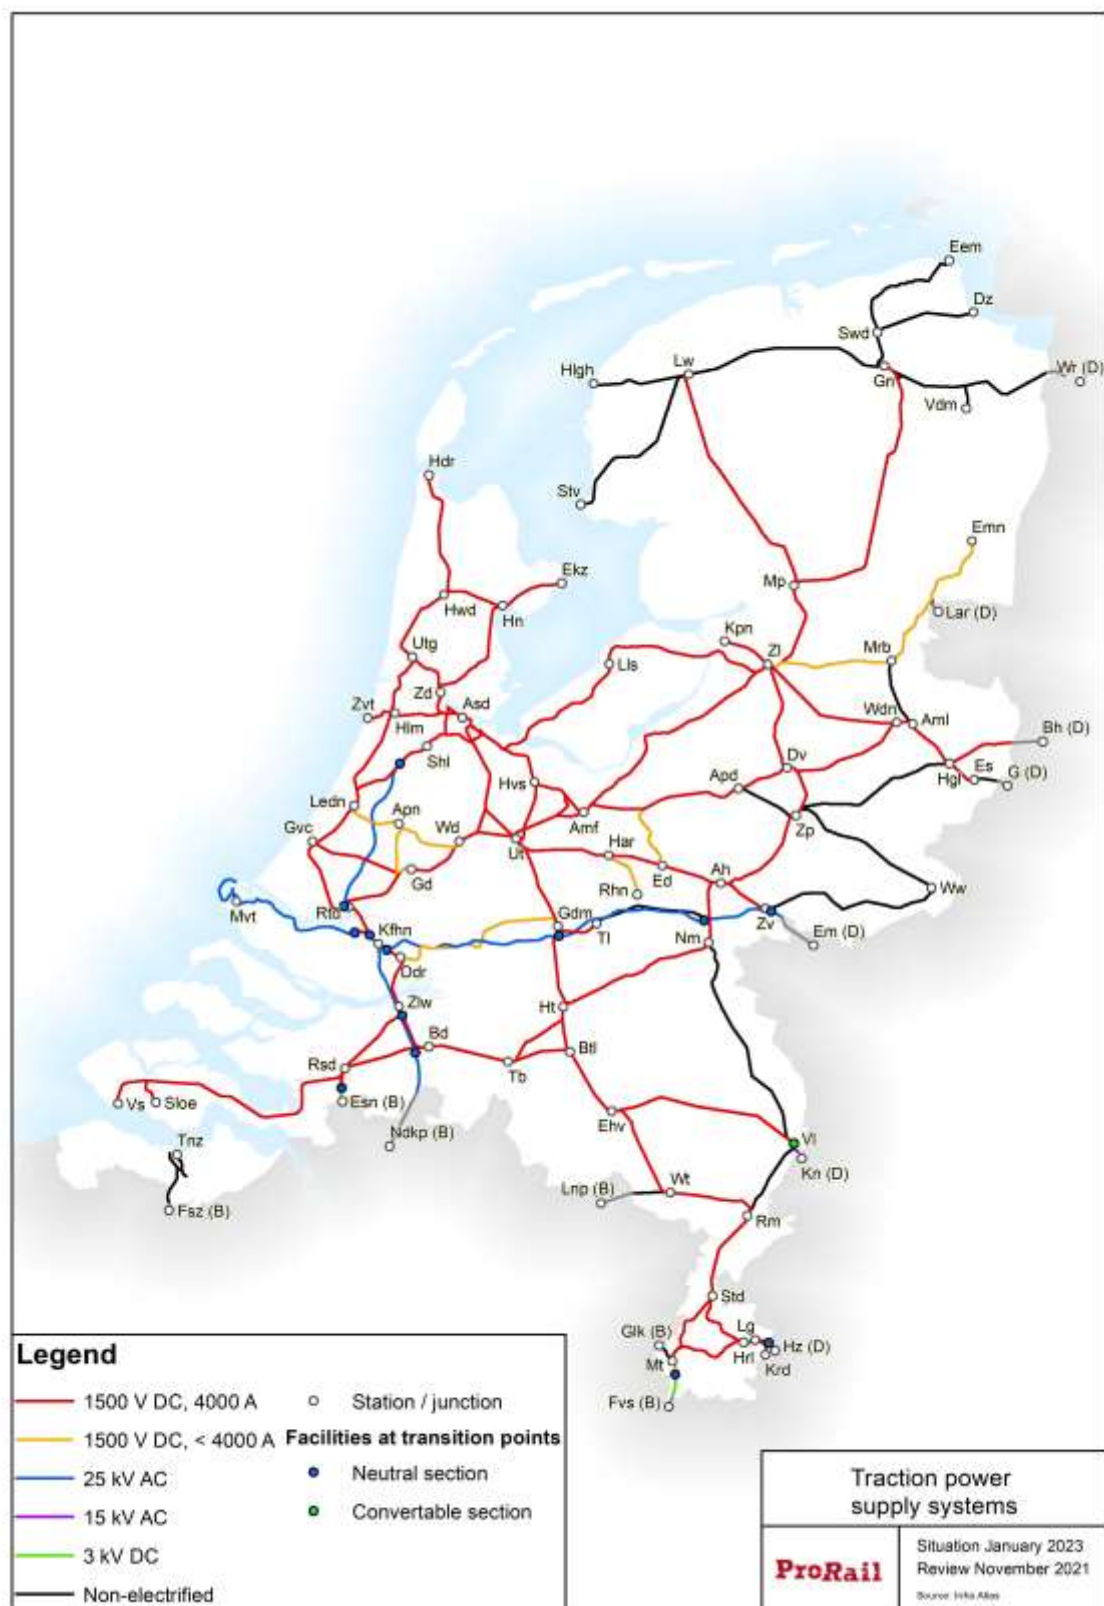 Eem
Dz
Swd
Lw
Hlgh
Gn
Wr (D)
Vdm
Hdr
Stv
Emn
Ekz
Mp
Hwd
Hn
Lar (D)
Kpn
Utg
Zl
Mrb
Lls
Zd
Zvt
Asd
Wdn
Aml
Hlm
Bh (D)
Shl
Dv
Es
Hvs
Apd
Hgl
G (D)
Ledn
Apn
Amf
Zp
Gvc
Wd
Ut
Har
Ah
Gd
Ed
Ww
Rhn
Mvt
Rtd
Gdm
Zv
Kfhn
Tl
Em (D)
Nm
Ddr
Zlw
Ht
Bd
Btl
Rsd
Tb
Vs
Sloe
Esn (B)
Ehv
Tnz
Ndkp (B)
Vl
Kn (D)
Wt
Lnp (B)
Fsz (B)
Rm
Std
Glk (B)
Lg
Hz (D)
Mt
Hrl
Krd
Fvs (B)
Legend
1500 V DC, 4000 A
Station / junction
1500 V DC, < 4000 A
Facilities at transition points
25 kV AC
Neutral section
15 kV AC
Convertable section
3 kV DC
Non-electrified
Traction power
supply systems
ProRail
Situation January 2023
Review November 2021
Source: Infra Atlas